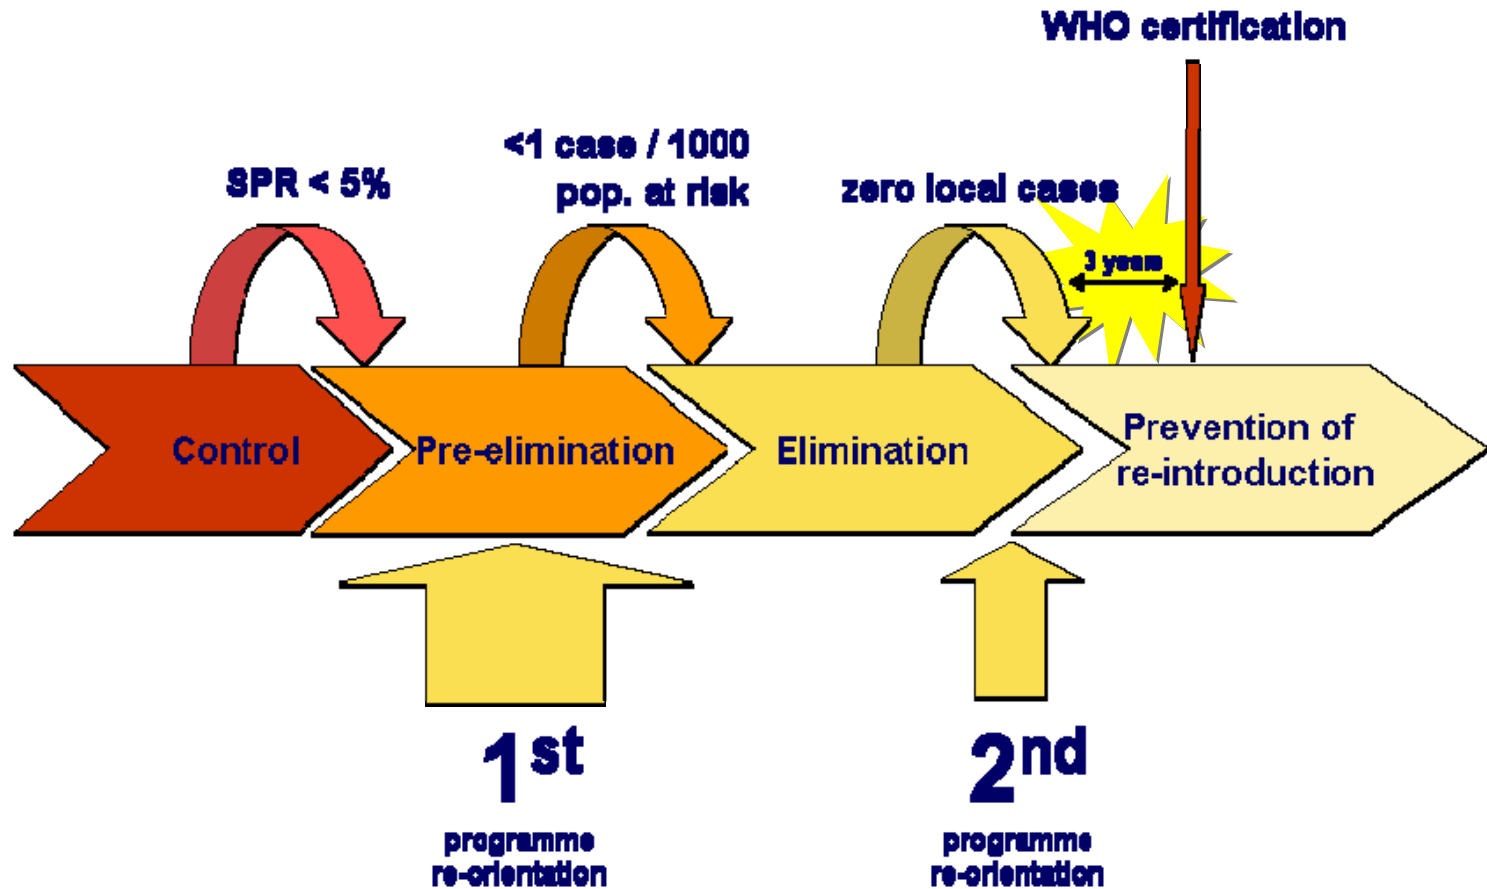 WHO certification
<1 case / 1000
pop. at risk
SPR < 5%
zero local cases
3 years
Control
Pre-elimination
Elimination
Prevention of
re-introduction
1st
programme
re-orientation
2nd
programme
re-orientation